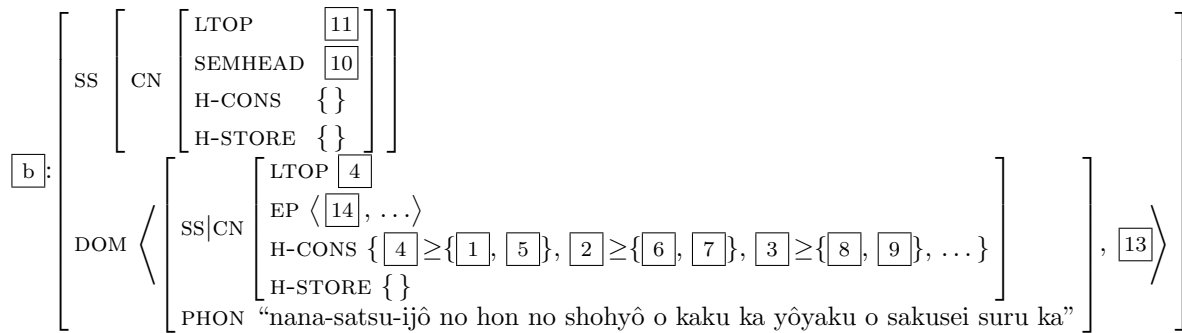 LTOP 11
SEMHEAD 10
SS CN
H-CONS { }
H-STORE { }
b :
LTOP 4
EP ⟨ 14 , …⟩
SS|CN
H-CONS { 4 ≥{ 1 , 5 }, 2 ≥{ 6 , 7 }, 3 ≥{ 8 , 9 }, … }
DOM , 13
H-STORE { }
PHON “nana-satsu-ijô no hon no shohyô o kaku ka yôyaku o sakusei suru ka”